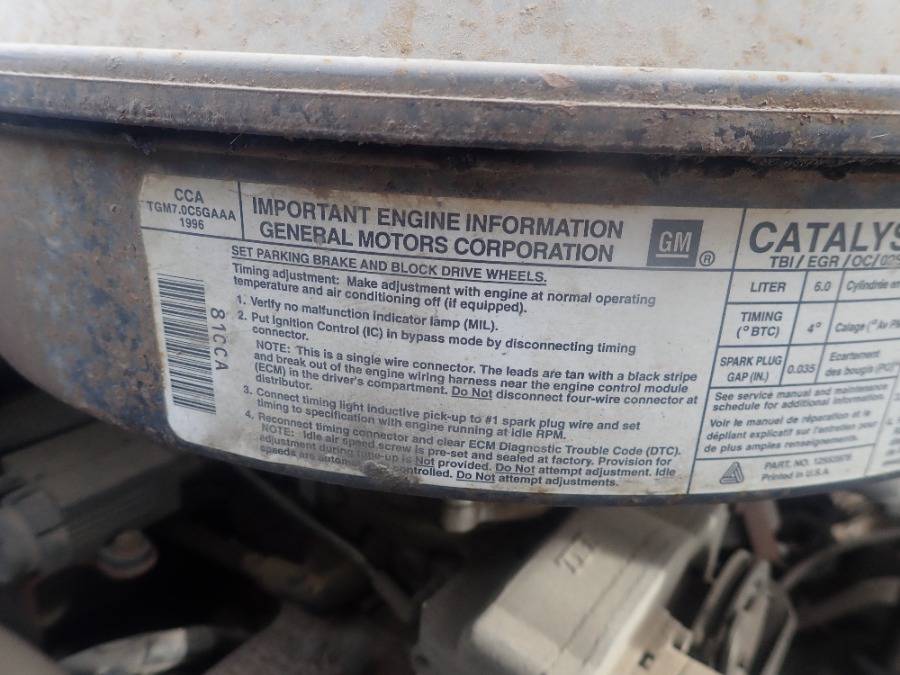 CCA
TGM7.0C5GAAA
1996
81CCA
IMPORTANT ENGINE INFORMATION
GENERAL MOTORS CORPORATION
GM®
SET PARKING BRAKE AND BLOCK DRIVE WHEELS.
Timing adjustment: Make adjustment with engine at normal operating
temperature and air conditioning off (if equipped).
1. Verify no malfunction indicator lamp (MIL).
2. Put Ignition Control (IC) in bypass mode by disconnecting timing
connector.
NOTE: This is a single wire connector. The leads are tan with a black stripe
and break out of the engine wiring harness near the engine control module
(ECM) in the driver's compartment. Do Not disconnect four-wire connector at
distributor.
3. Connect timing light inductive pick-up to #1 spark plug wire and set
timing to specification with engine running at idle RPM.
4. Reconnect timing connector and clear ECM Diagnostic Trouble Code (DTC).
NOTE: Idle air speed screw is pre-set and sealed at factory. Provision for
adjustment during tune-up is Not provided. Do Not attempt adjustment. Idle
speeds are controlled. Do Not attempt adjustments.
CATALYS
TBI/EGR/OC/O2S
LITER 6.0 Cylindrée en
TIMING
(°BTC) 4° Calage (°Av
SPARK PLUG
GAP (IN.) 0.035 Ecartement
des bougis
See service manual and maintenance
schedule for additional information.
Voir le manuel de réparation et le
dépliant explicatif sur l'entretien pour
de plus amples renseignements.
PART. NO.
Printed in U.S.A.